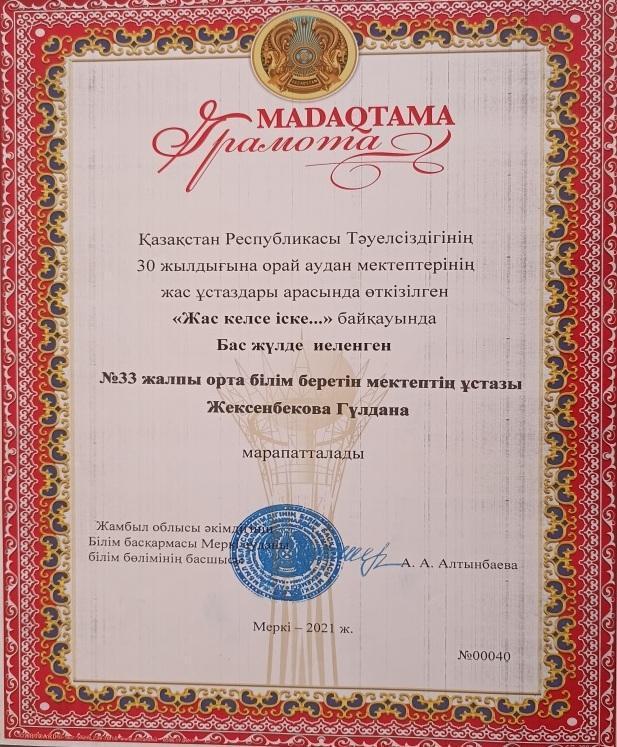 MADAQTAMA
Грамота
Қазақстан Республикасы Тәуелсіздігінің
30 жылдығына орай аудан мектептерінің
жас ұстаздары арасында өткізілген
«Жас келсе іске...» байқауында
Бас жүлде иеленген
№33 жалпы орта білім беретін мектептің ұстазы
Жексенбекова Гүлдана
марапатталады
Жамбыл облысы әкімдігінің
Білім басқармасы Меркі ауданы
білім бөлімінің басшысы
А. А. Алтынбаева
Меркі – 2021 ж.
№00040